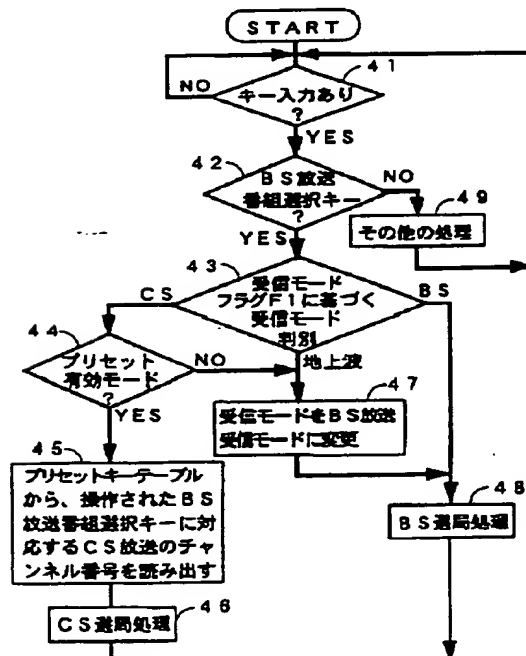 START
41
NO
キー入力あり
?
YES
42
BS放送
番組選択キー
?
NO
49
その他の処理
YES
43
CS
受信モード
フラグF1に基づく
受信モード
判別
BS
44
プリセット
有効モード
?
NO
地上波
47
受信モードをBS放送
受信モードに変更
YES
45
プリセットキーテーブル
から、操作されたBS
放送番組選択キーに対
応するCS放送のチャ
ンネル番号を読み出す
48
BS選局処理
46
CS選局処理